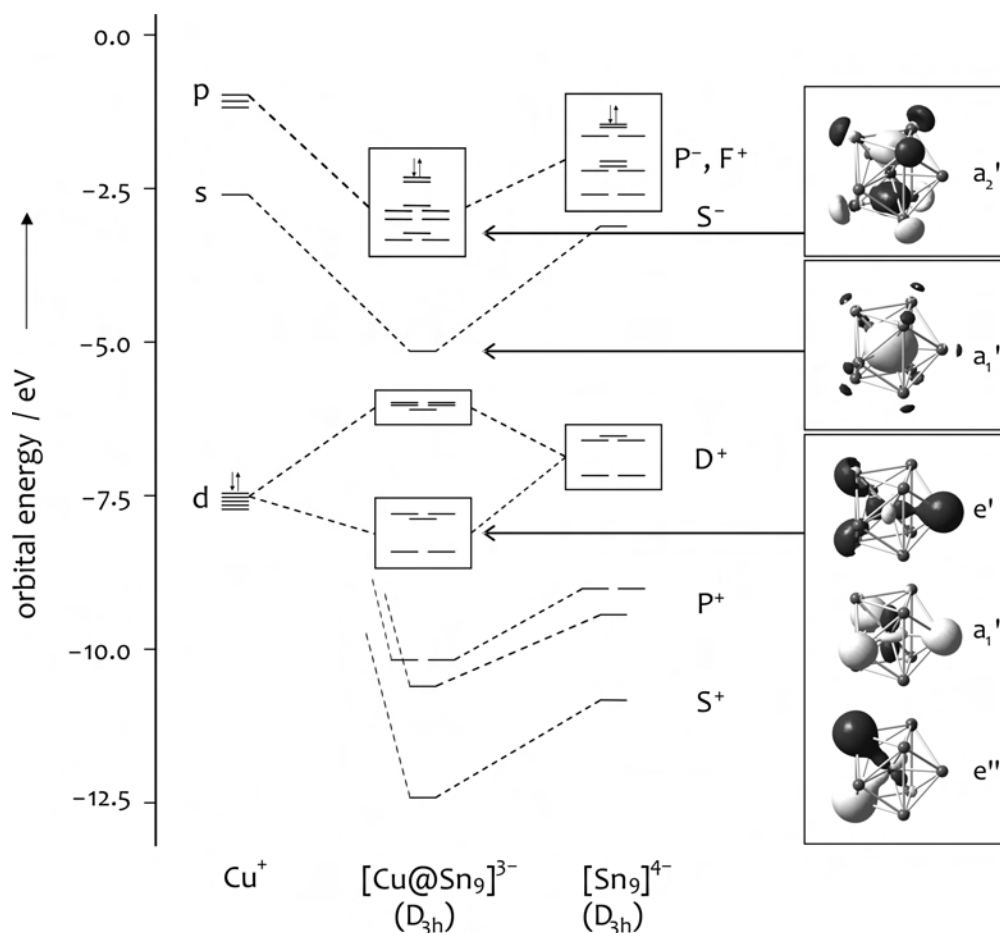 0.0
−2.5
−5.0
−7.5
−10.0
−12.5
orbital energy / eV
p
s
d
P⁻, F⁺
S⁻
D⁺
P⁺
S⁺
a₂'
a₁'
e'
a₁'
e''
Cu⁺
[Cu@Sn₉]³⁻
(D₃ₕ)
[Sn₉]⁴⁻
(D₃ₕ)